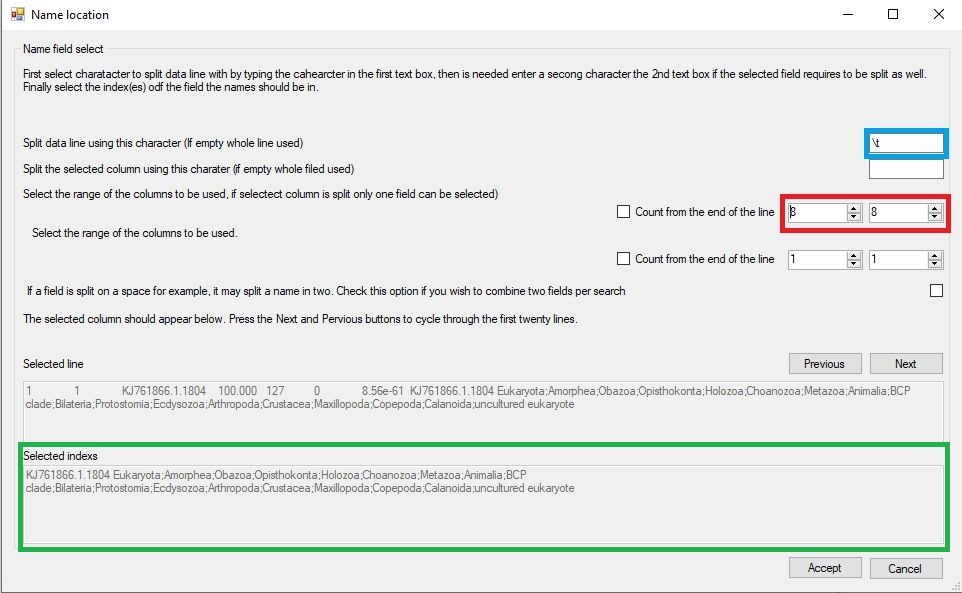 Name location
Name field select
First select charatacter to split data line with by typing the cahearcter in the first text box, then is needed enter a secong character the 2nd text box if the selected field requires to be split as well.
Finally select the index(es) odf the field the names should be in.
Split data line using this character (If empty whole line used)
\t
Split the selected column using this charater (if empty whole filed used)
Select the range of the columns to be used, if selectect column is split only one field can be selected)
Count from the end of the line 8 8
Select the range of the columns to be used.
Count from the end of the line 1 1
If a field is split on a space for example, it may split a name in two. Check this option if you wish to combine two fields per search
The selected column should appear below. Press the Next and Pervious buttons to cycle through the first twenty lines.
Selected line
Previous Next
1 1 KJ761866.1.1804 100.000 127 0 8.56e-61 KJ761866.1.1804 Eukaryota;Amorphea;Obazoa;Opisthokonta;Holozoa;Choanozoa;Metazoa;Animalia;BCP
clade;Bilateria;Protostomia;Ecdysozoa;Arthropoda;Crustacea;Maxillopoda;Copepoda;Calanoida;uncultured eukaryote
Selected indexs
KJ761866.1.1804 Eukaryota;Amorphea;Obazoa;Opisthokonta;Holozoa;Choanozoa;Metazoa;Animalia;BCP
clade;Bilateria;Protostomia;Ecdysozoa;Arthropoda;Crustacea;Maxillopoda;Copepoda;Calanoida;uncultured eukaryote
Accept Cancel